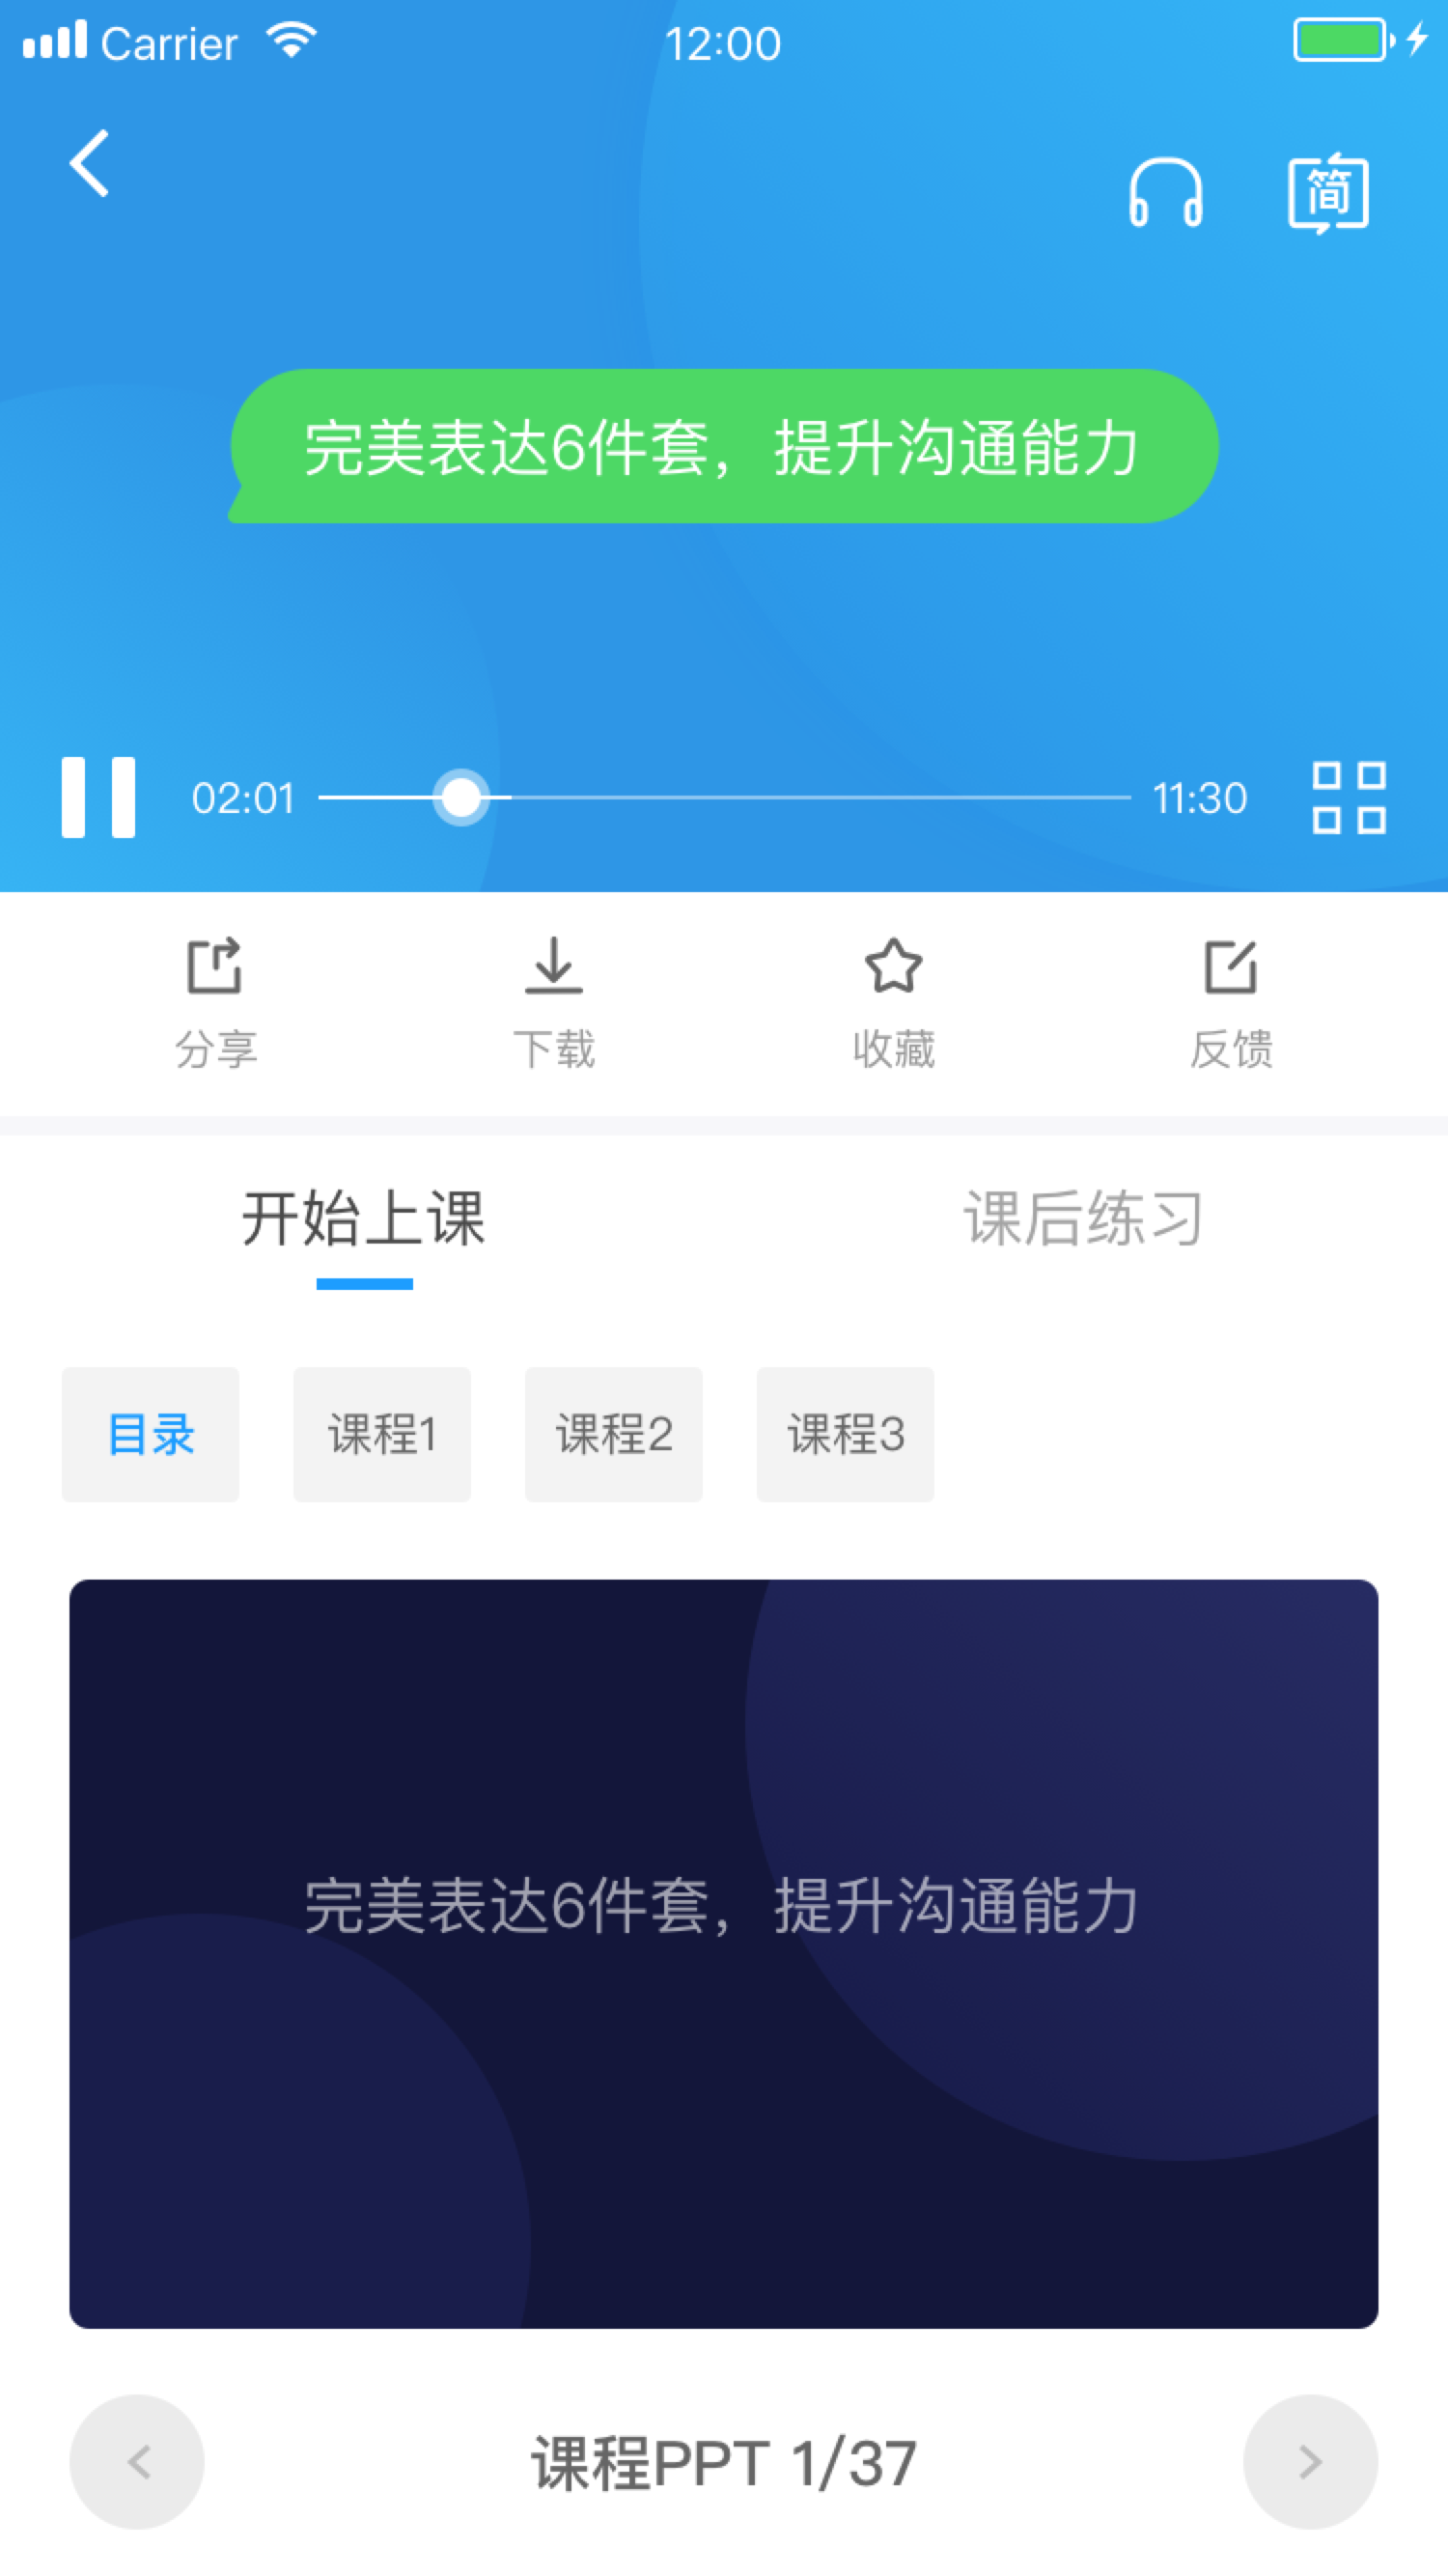 Carrier 12:00
简
完美表达6件套，提升沟通能力
02:01 11:30
分享 下载 收藏 反馈
开始上课 课后练习
目录 课程1 课程2 课程3
完美表达6件套，提升沟通能力
课程PPT 1/37